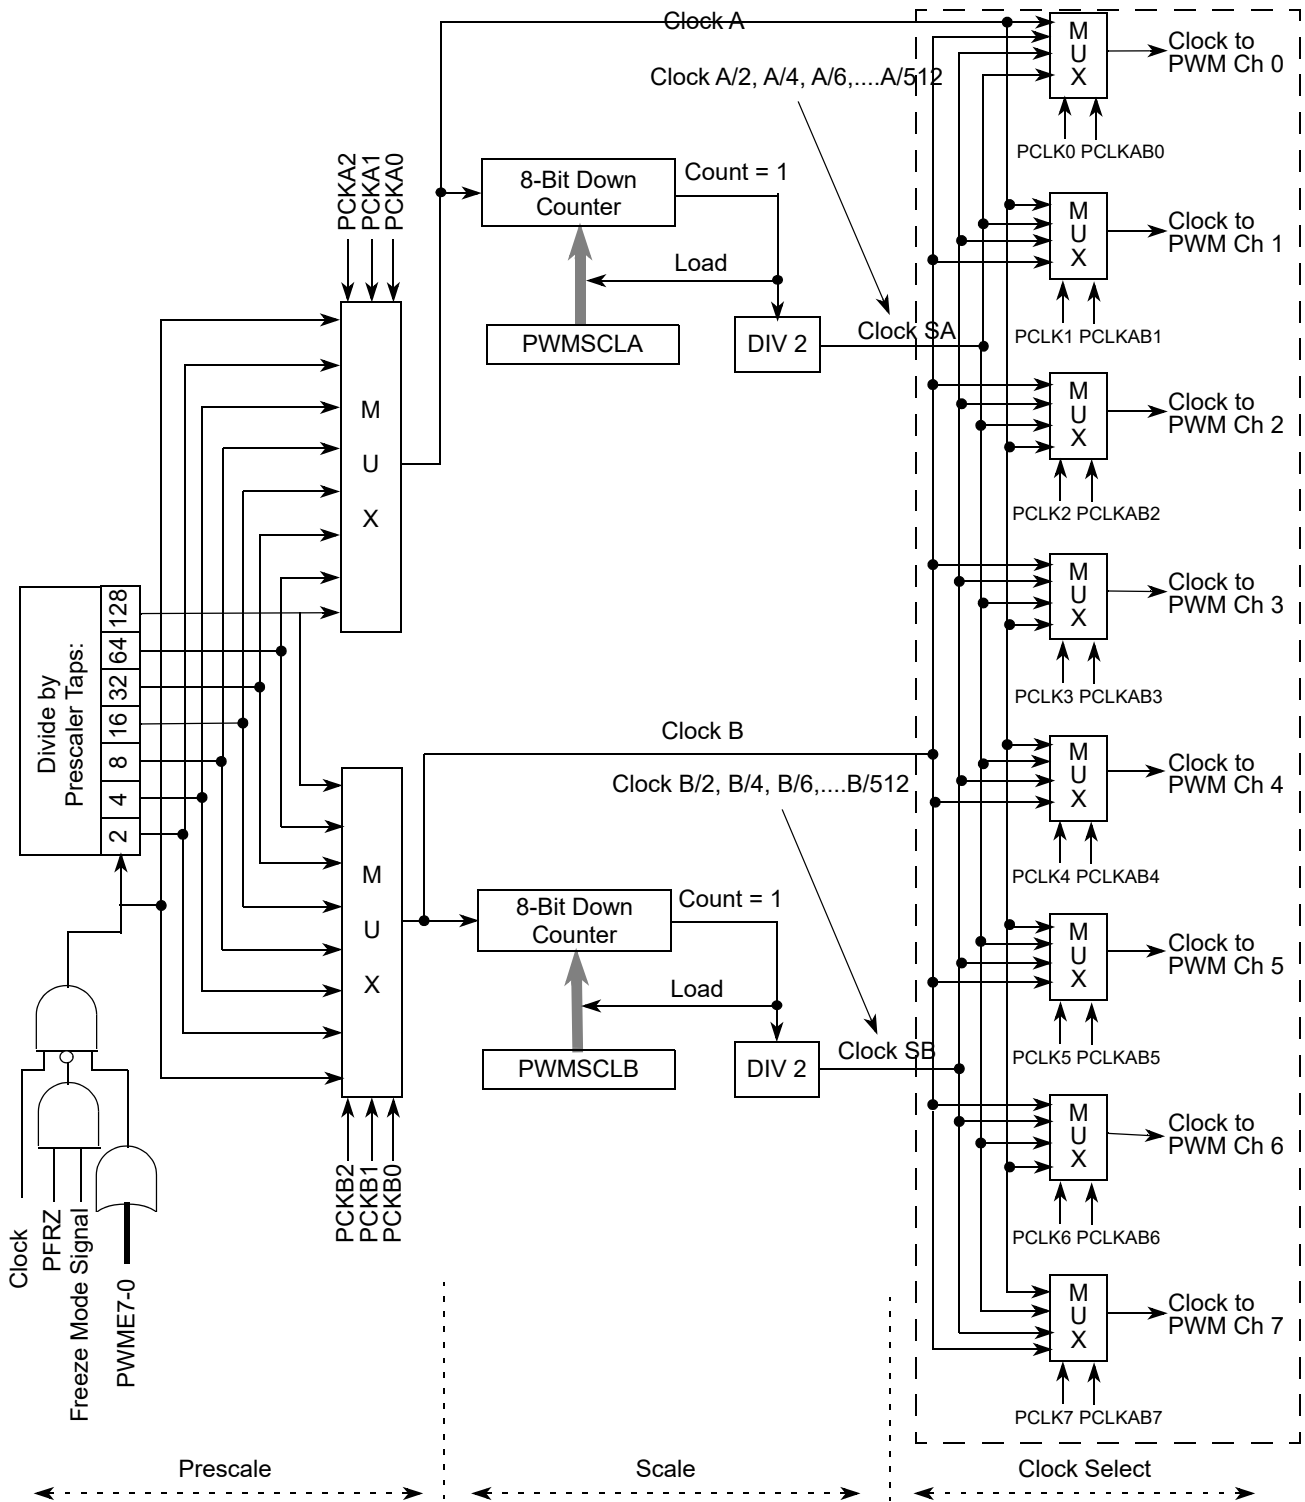 Clock A
Clock A/2, A/4, A/6,....A/512
M
U
X
Clock to
PWM Ch 0
PCLK0 PCLKAB0
PCKA2
PCKA1
PCKA0
8-Bit Down
Counter
Count = 1
Load
PWMSCLA
DIV 2
Clock SA
M
U
X
Clock to
PWM Ch 1
PCLK1 PCLKAB1
M
U
X
M
U
X
Clock to
PWM Ch 2
PCLK2 PCLKAB2
M
U
X
Clock to
PWM Ch 3
PCLK3 PCLKAB3
Divide by
Prescaler Taps:
128
64
32
16
8
4
2
Clock B
Clock B/2, B/4, B/6,....B/512
M
U
X
Clock to
PWM Ch 4
PCLK4 PCLKAB4
M
U
X
8-Bit Down
Counter
Count = 1
Load
PWMSCLB
DIV 2
Clock SB
M
U
X
Clock to
PWM Ch 5
PCLK5 PCLKAB5
M
U
X
Clock to
PWM Ch 6
PCLK6 PCLKAB6
PCKB2
PCKB1
PCKB0
Clock
PFRZ
Freeze Mode Signal
PWME7-0
M
U
X
Clock to
PWM Ch 7
PCLK7 PCLKAB7
Prescale
Scale
Clock Select